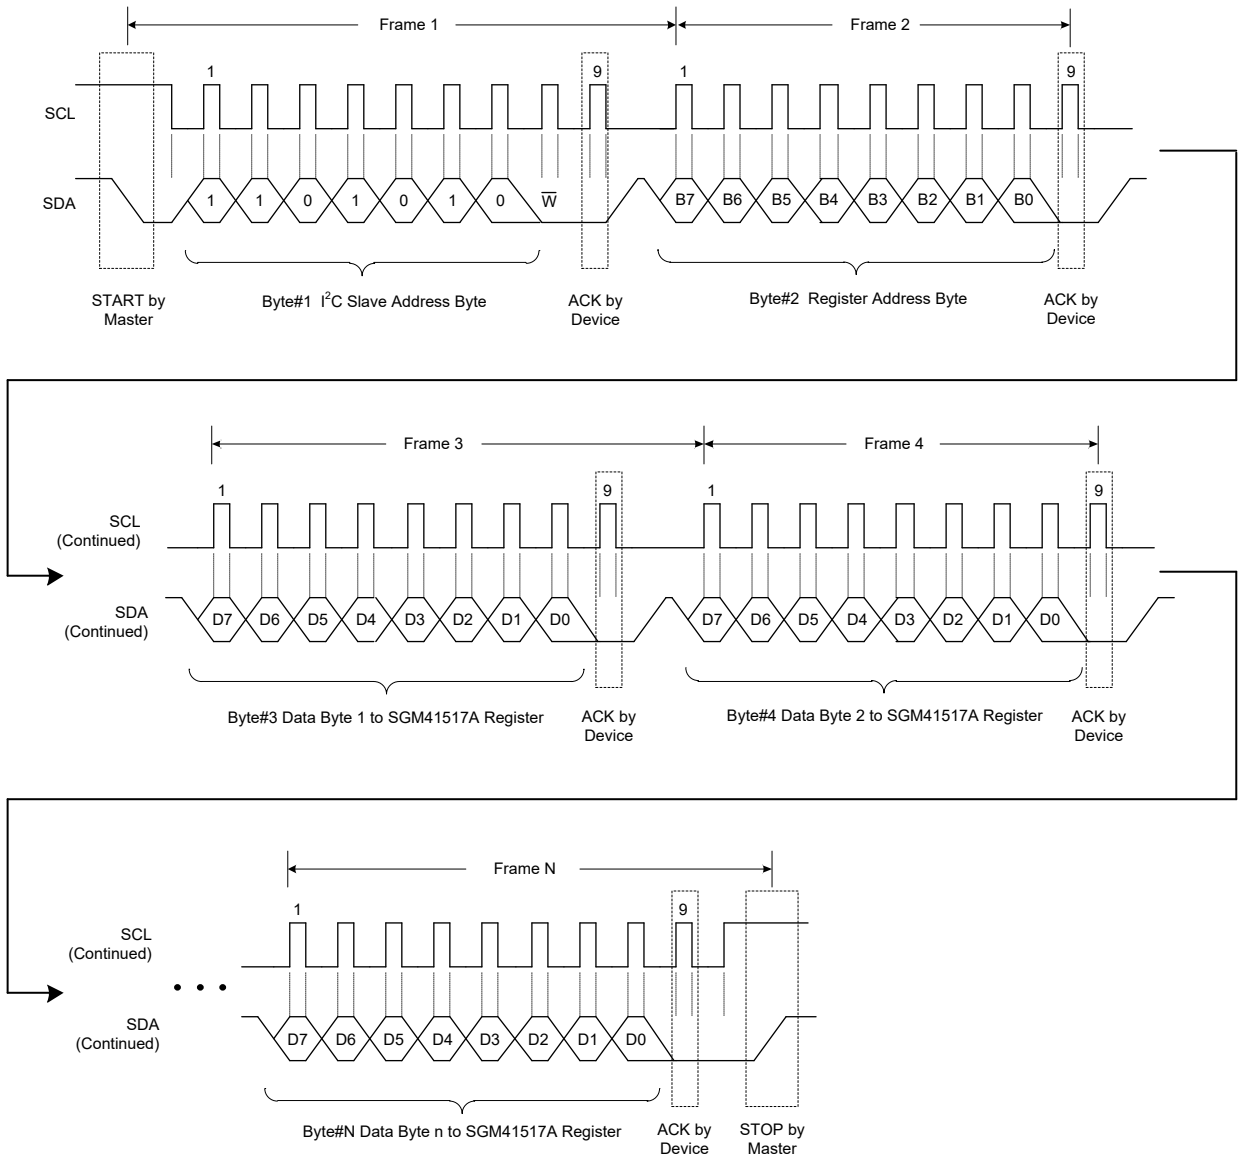 Frame 1 Frame 2
1 9 1 9
SCL
SDA 1 1 0 1 0 1 0 W̅ B7 B6 B5 B4 B3 B2 B1 B0
START by
Master
Byte#1 I²C Slave Address Byte
ACK by
Device
Byte#2 Register Address Byte
ACK by
Device
Frame 3 Frame 4
1 9 1 9
SCL
(Continued)
SDA
(Continued)
D7 D6 D5 D4 D3 D2 D1 D0 D7 D6 D5 D4 D3 D2 D1 D0
Byte#3 Data Byte 1 to SGM41517A Register
ACK by
Device
Byte#4 Data Byte 2 to SGM41517A Register
ACK by
Device
Frame N
1 9
SCL
(Continued)
• • •
SDA
(Continued)
D7 D6 D5 D4 D3 D2 D1 D0
Byte#N Data Byte n to SGM41517A Register
ACK by
Device
STOP by
Master